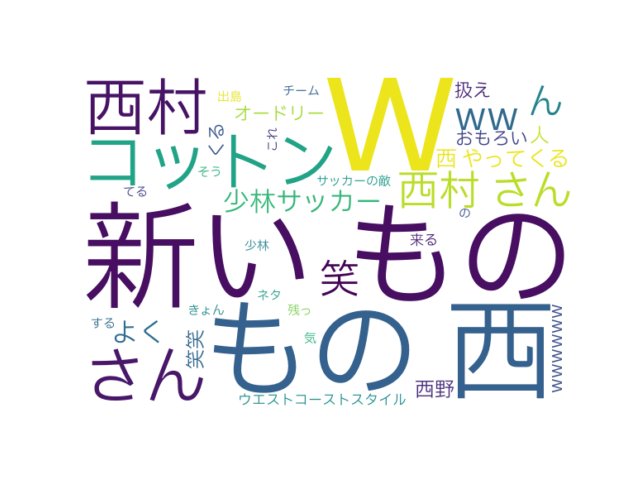 西村
W
扱え
チーム
出島
オードリー
ww
ん
くる
これ
おもろい
人
コットン
そう
サッカーの敵
西
やってくる
てる
少林サッカー
西村 さん
の
新い もの
少林
笑
来る
ネタ
する
よく
きょん
残っ
もの
西
wwwwwww
笑笑
気
さん
西野
ウエストコーストスタイル